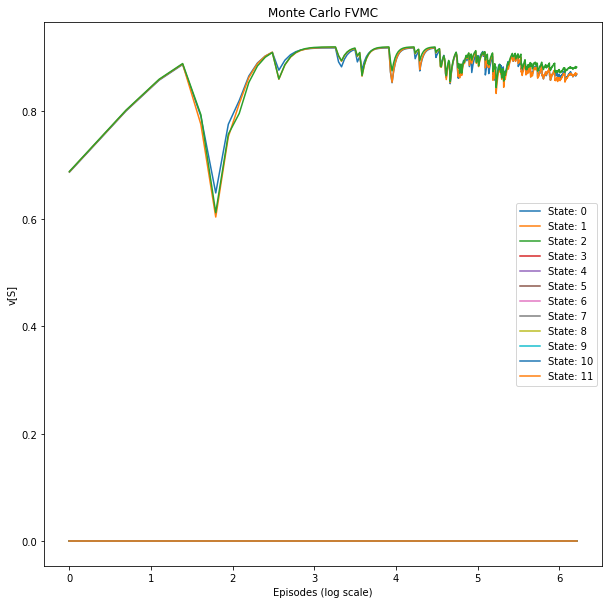 Monte Carlo FVMC
v[S]
0.8
0.6
0.4
0.2
0.0
State: 0
State: 1
State: 2
State: 3
State: 4
State: 5
State: 6
State: 7
State: 8
State: 9
State: 10
State: 11
0 1 2 3 4 5 6
Episodes (log scale)